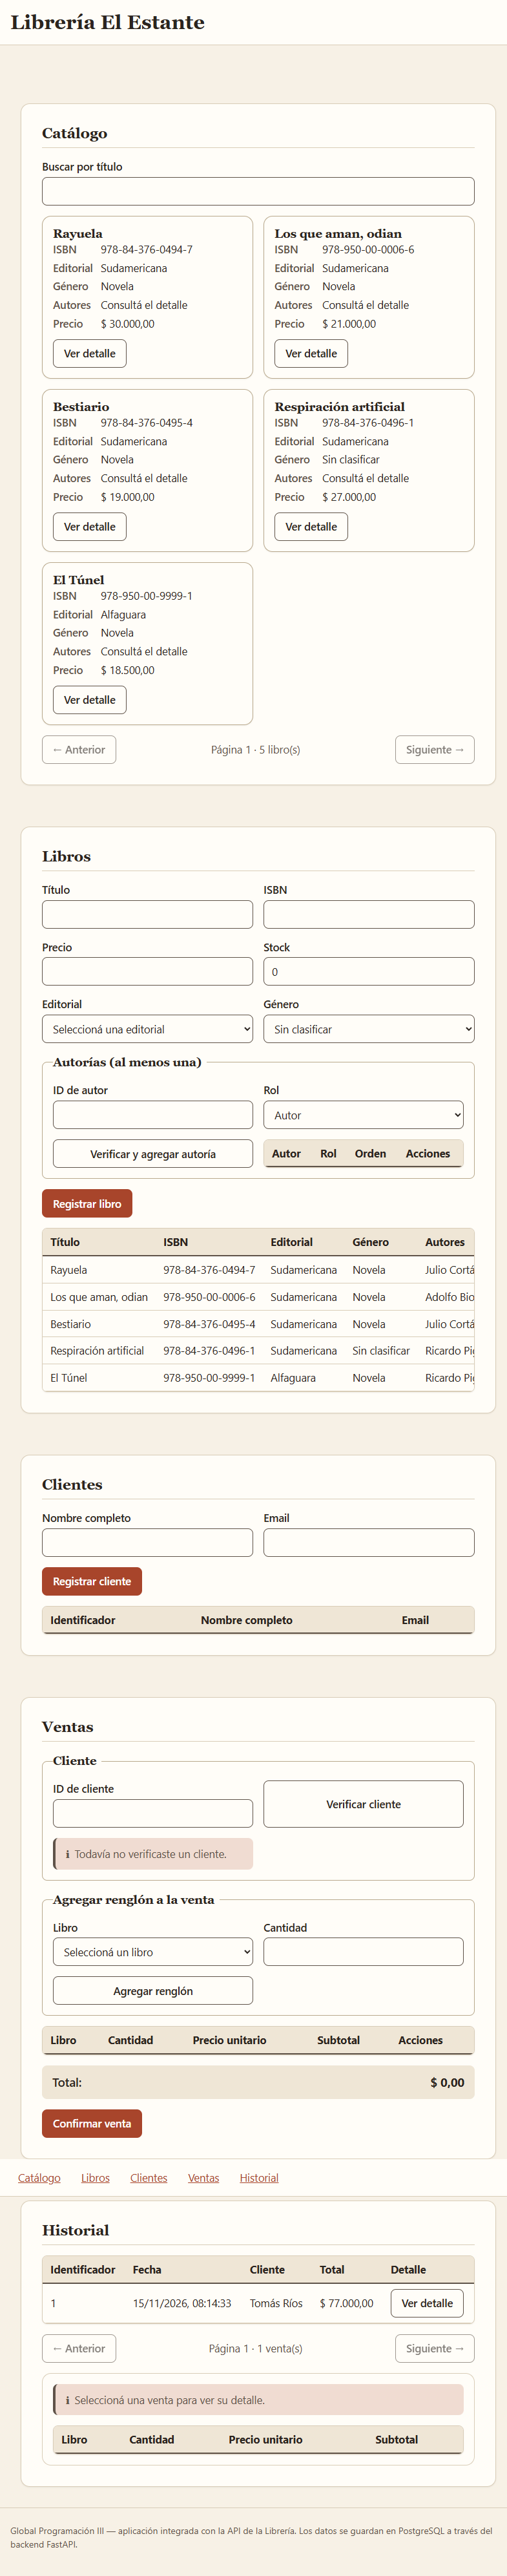 Librería El Estante
Catálogo
Buscar por título
Rayuela
ISBN 978-84-376-0494-7
Editorial Sudamericana
Género Novela
Autores Consultá el detalle
Precio $ 30.000,00
Ver detalle
Los que aman, odian
ISBN 978-950-00-0006-6
Editorial Sudamericana
Género Novela
Autores Consultá el detalle
Precio $ 21.000,00
Ver detalle
Bestiario
ISBN 978-84-376-0495-4
Editorial Sudamericana
Género Novela
Autores Consultá el detalle
Precio $ 19.000,00
Ver detalle
Respiración artificial
ISBN 978-84-376-0496-1
Editorial Sudamericana
Género Sin clasificar
Autores Consultá el detalle
Precio $ 27.000,00
Ver detalle
El Túnel
ISBN 978-950-00-9999-1
Editorial Alfaguara
Género Novela
Autores Consultá el detalle
Precio $ 18.500,00
Ver detalle
← Anterior Página 1 · 5 libro(s) Siguiente →
Libros
Título ISBN
Precio Stock
0
Editorial Género
Seleccioná una editorial Sin clasificar
Autorías (al menos una)
ID de autor Rol
Autor
Verificar y agregar autoría Autor Rol Orden Acciones
Registrar libro
Título ISBN Editorial Género Autores
Rayuela 978-84-376-0494-7 Sudamericana Novela Julio Cortá
Los que aman, odian 978-950-00-0006-6 Sudamericana Novela Adolfo Bio
Bestiario 978-84-376-0495-4 Sudamericana Novela Julio Cortá
Respiración artificial 978-84-376-0496-1 Sudamericana Sin clasificar Ricardo Pig
El Túnel 978-950-00-9999-1 Alfaguara Novela Ricardo Pig
Clientes
Nombre completo Email
Registrar cliente
Identificador Nombre completo Email
Ventas
Cliente
ID de cliente
Verificar cliente
i Todavía no verificaste un cliente.
Agregar renglón a la venta
Libro Cantidad
Seleccioná un libro
Agregar renglón
Libro Cantidad Precio unitario Subtotal Acciones
Total: $ 0,00
Confirmar venta
Catálogo Libros Clientes Ventas Historial
Historial
Identificador Fecha Cliente Total Detalle
1 15/11/2026, 08:14:33 Tomás Ríos $ 77.000,00 Ver detalle
← Anterior Página 1 · 1 venta(s) Siguiente →
i Seleccioná una venta para ver su detalle.
Libro Cantidad Precio unitario Subtotal
Global Programación III — aplicación integrada con la API de la Librería. Los datos se guardan en PostgreSQL a través del
backend FastAPI.